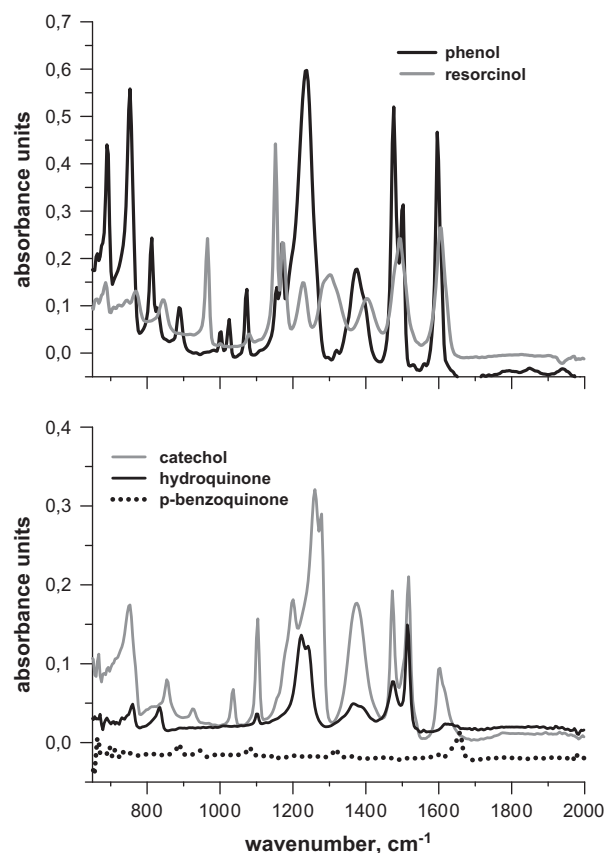 0,7
0,6
0,5
0,4
0,3
0,2
0,1
0,0
absorbance units
phenol
resorcinol
0,4
0,3
0,2
0,1
0,0
absorbance units
catechol
hydroquinone
p-benzoquinone
800 1000 1200 1400 1600 1800 2000
wavenumber, cm⁻¹